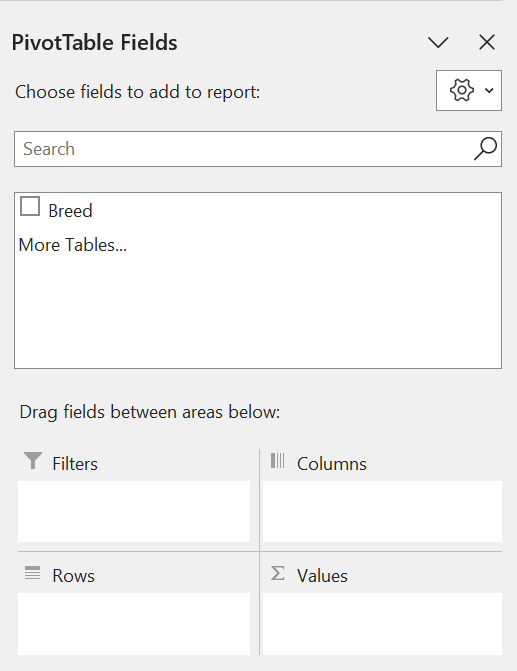 PivotTable Fields
Choose fields to add to report:
Search
Breed
More Tables...
Drag fields between areas below:
Filters
Columns
Rows
Σ Values